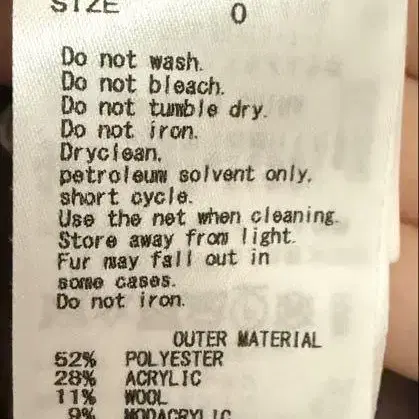 SIZE 0
Do not wash.
Do not bleach.
Do not tumble dry.
Do not iron.
Dryclean,
petroleum solvent only,
short cycle.
Use the net when cleaning.
Store away from light.
Fur may fall out in
some cases.
Do not iron.
OUTER MATERIAL
52% POLYESTER
28% ACRYLIC
11% WOOL
9% MODACRYLIC